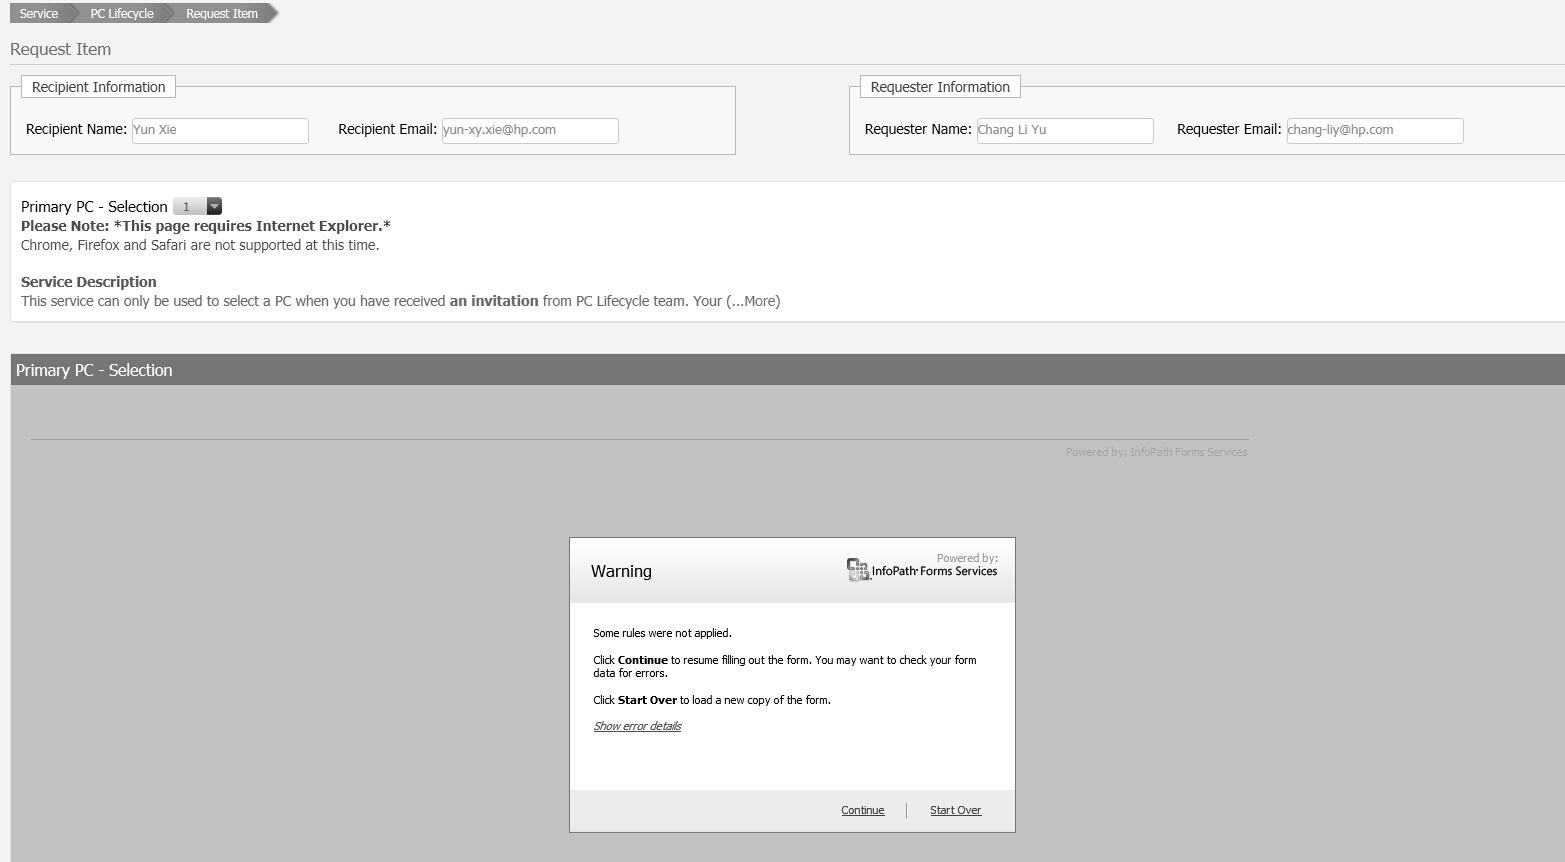 Service PC Lifecycle Request Item
Request Item
Recipient Information
Recipient Name: Yun Xie Recipient Email: yun-xy.xie@hp.com
Requester Information
Requester Name: Chang Li Yu Requester Email: chang-liy@hp.com
Primary PC - Selection 1
Please Note: *This page requires Internet Explorer.*
Chrome, Firefox and Safari are not supported at this time.
Service Description
This service can only be used to select a PC when you have received an invitation from PC Lifecycle team. Your (...More)
Primary PC - Selection
Powered by: InfoPath Forms Services
Warning
Powered by:
InfoPath Forms Services
Some rules were not applied.
Click Continue to resume filling out the form. You may want to check your form
data for errors.
Click Start Over to load a new copy of the form.
Show error details
Continue Start Over